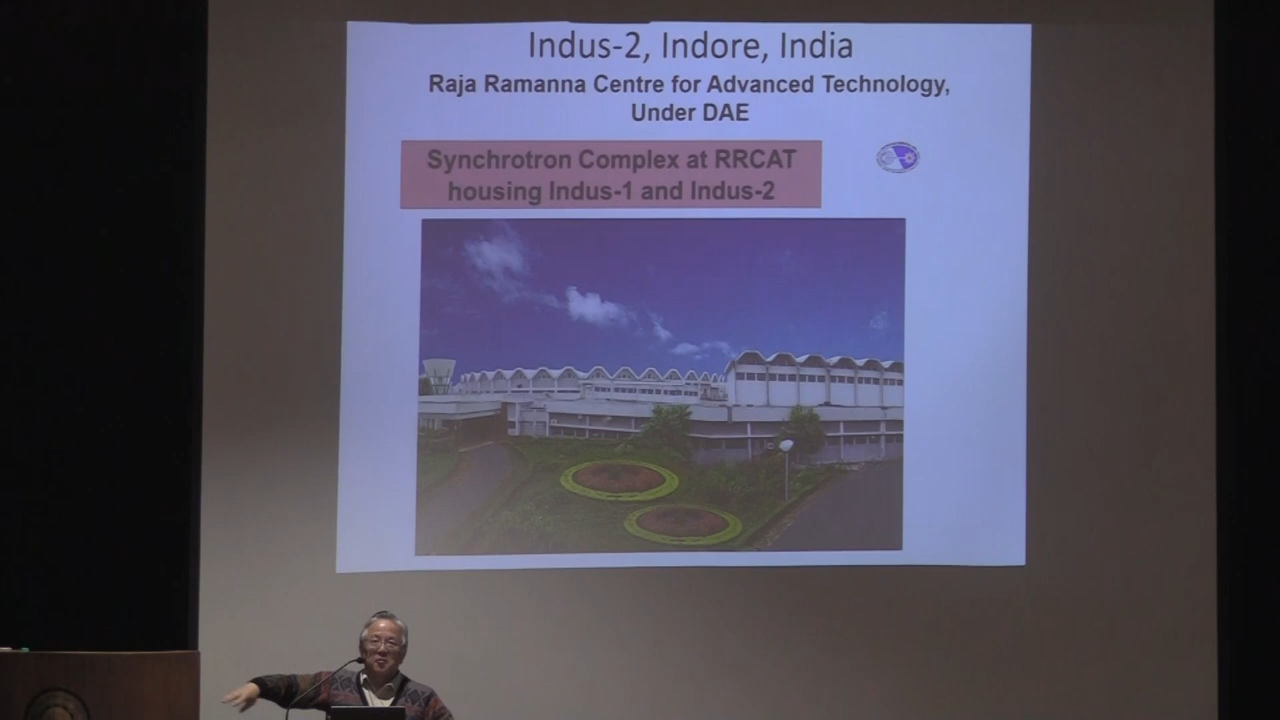 Indus-2, Indore, India
Raja Ramanna Centre for Advanced Technology,
Under DAE
Synchrotron Complex at RRCAT
housing Indus-1 and Indus-2